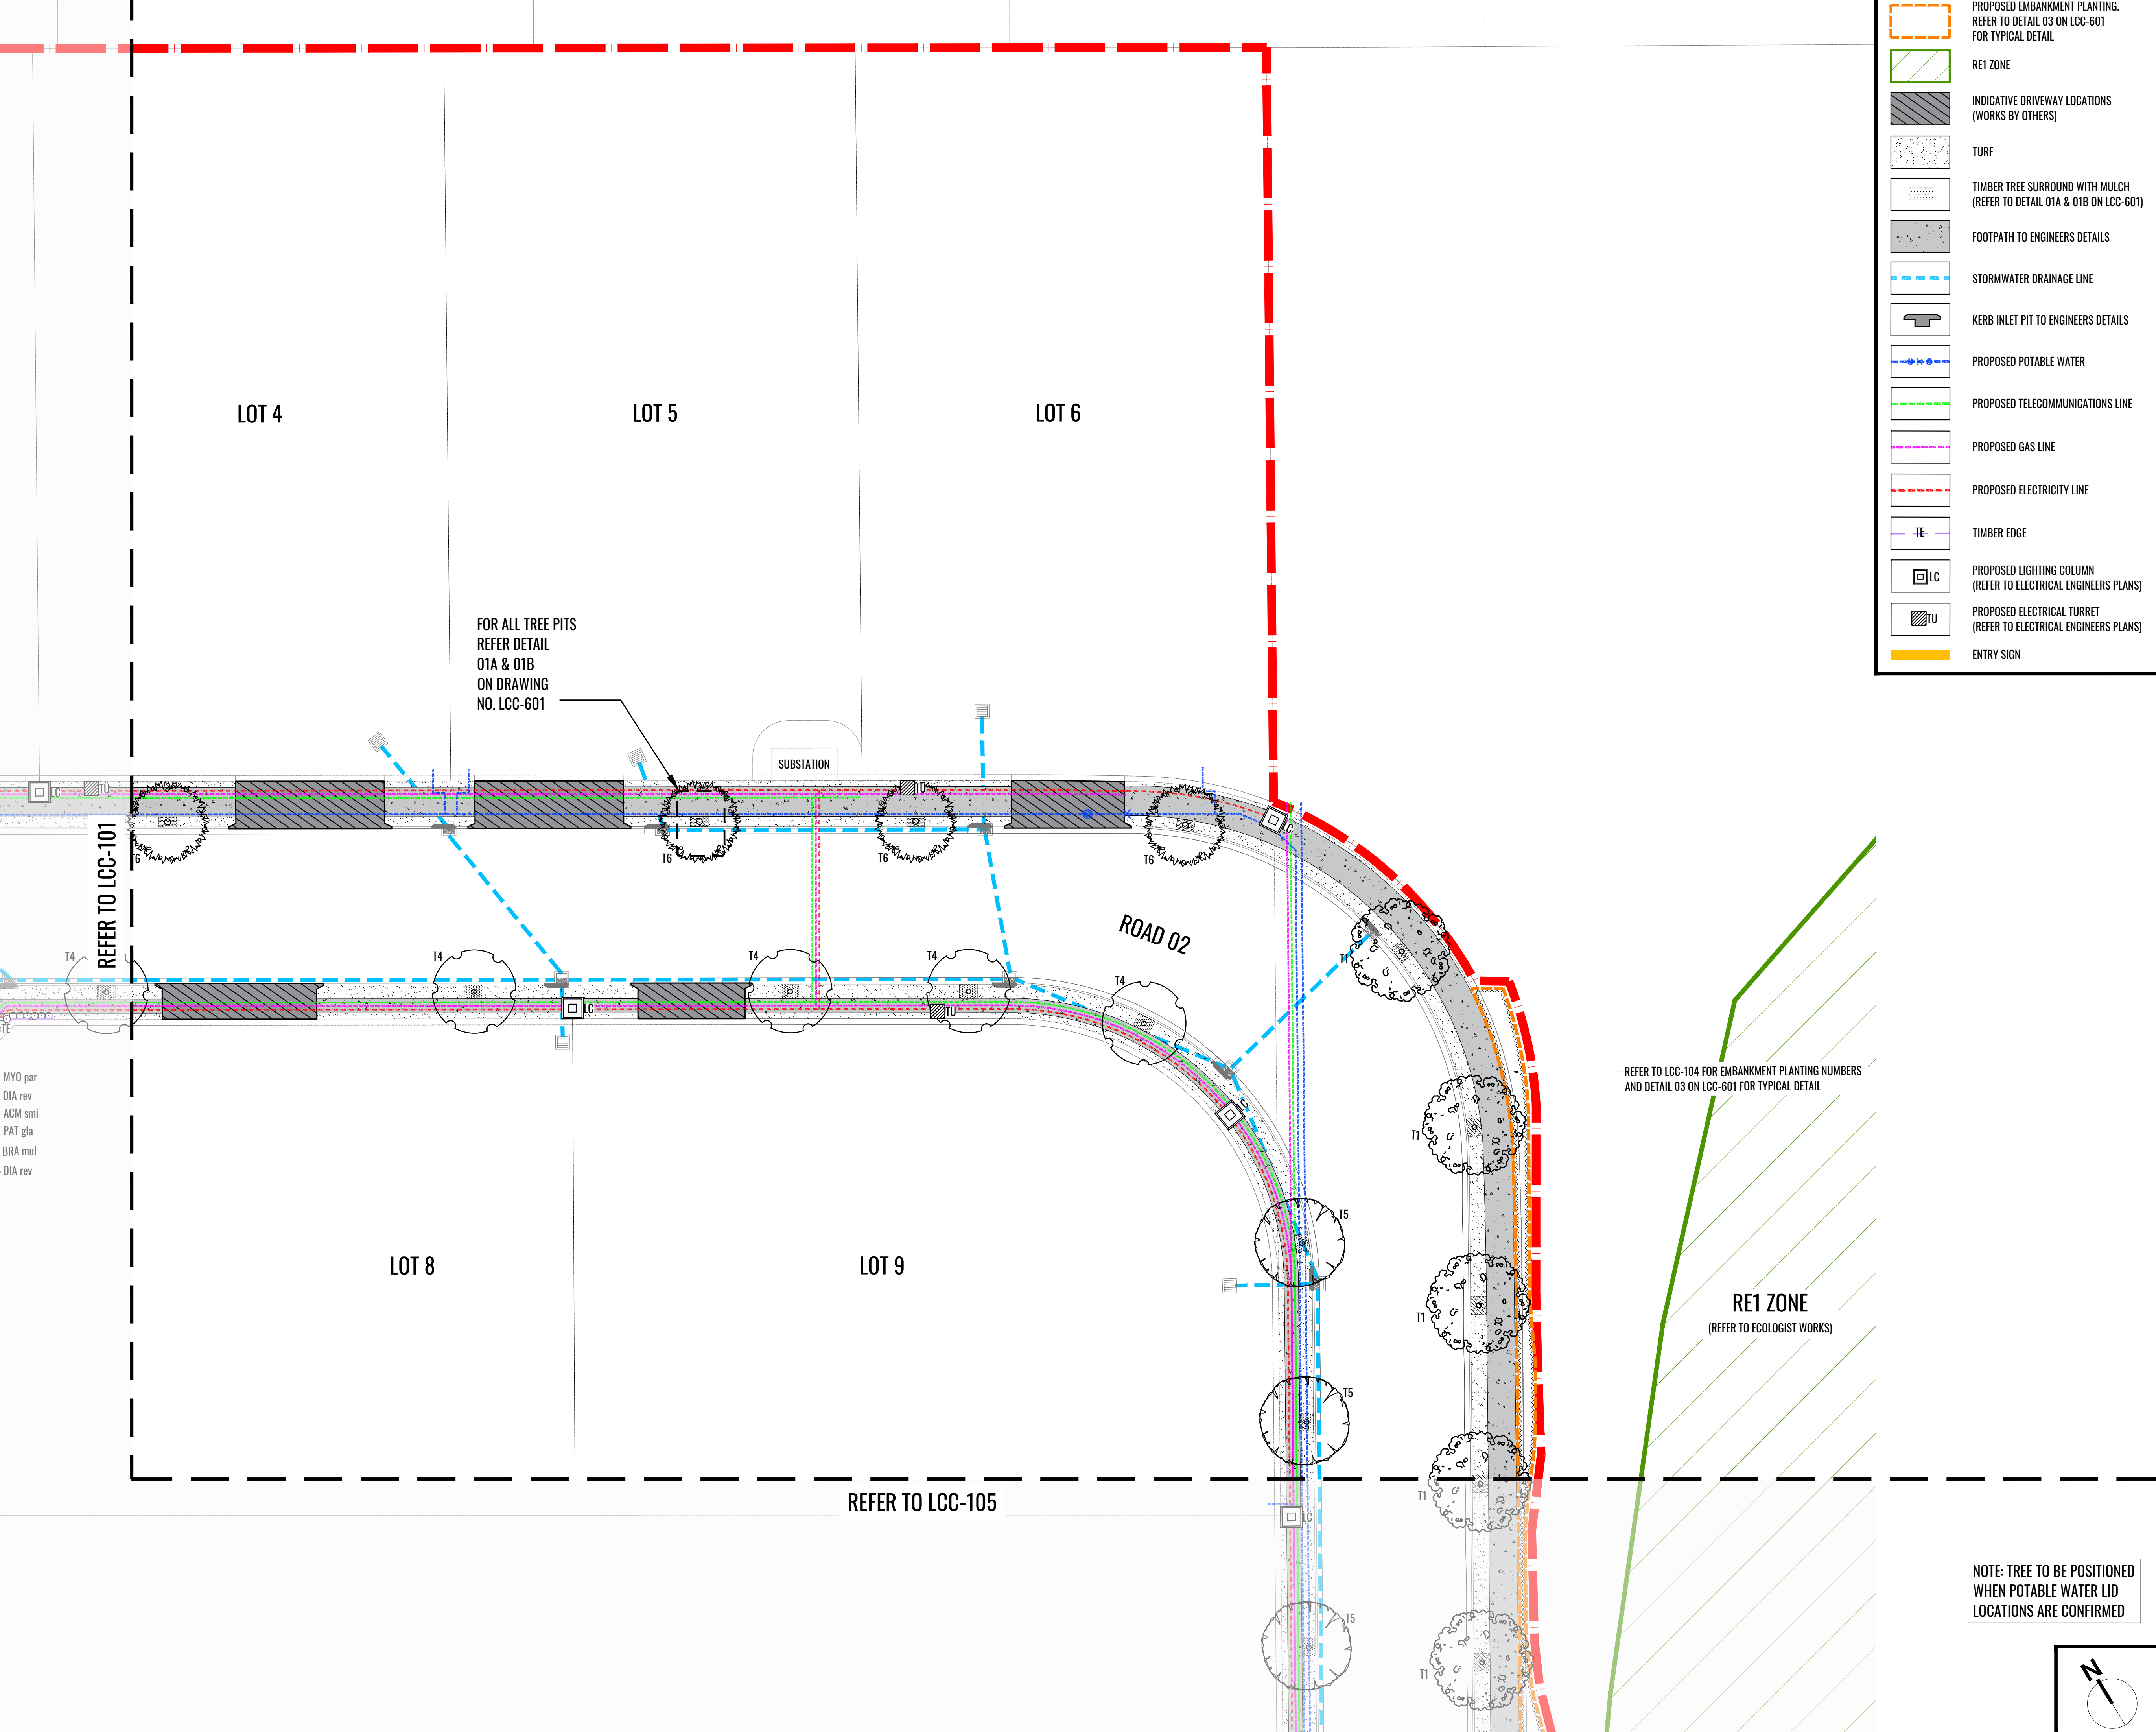 PROPOSED EMBANKMENT PLANTING.
REFER TO DETAIL 03 ON LCC-601
FOR TYPICAL DETAIL
RE1 ZONE
INDICATIVE DRIVEWAY LOCATIONS
(WORKS BY OTHERS)
TURF
TIMBER TREE SURROUND WITH MULCH
(REFER TO DETAIL 01A & 01B ON LCC-601)
FOOTPATH TO ENGINEERS DETAILS
STORMWATER DRAINAGE LINE
KERB INLET PIT TO ENGINEERS DETAILS
PROPOSED POTABLE WATER
PROPOSED TELECOMMUNICATIONS LINE
PROPOSED GAS LINE
PROPOSED ELECTRICITY LINE
TE
TIMBER EDGE
LC
PROPOSED LIGHTING COLUMN
(REFER TO ELECTRICAL ENGINEERS PLANS)
TU
PROPOSED ELECTRICAL TURRET
(REFER TO ELECTRICAL ENGINEERS PLANS)
ENTRY SIGN
LOT 4
LOT 5
LOT 6
FOR ALL TREE PITS
REFER DETAIL
01A & 01B
ON DRAWING
NO. LCC-601
SUBSTATION
LC
TU
TU
LC
T6
T6
T6
T6
REFER TO LCC-101
ROAD 02
T4
T4
T4
T4
T4
T1
LC
TU
TE
MYO par
DIA rev
ACM smi
PAT gla
BRA mul
DIA rev
REFER TO LCC-104 FOR EMBANKMENT PLANTING NUMBERS
AND DETAIL 03 ON LCC-601 FOR TYPICAL DETAIL
LC
T1
T5
LOT 8
LOT 9
RE1 ZONE
(REFER TO ECOLOGIST WORKS)
T1
T5
REFER TO LCC-105
T1
LC
T5
T1
NOTE: TREE TO BE POSITIONED
WHEN POTABLE WATER LID
LOCATIONS ARE CONFIRMED
N